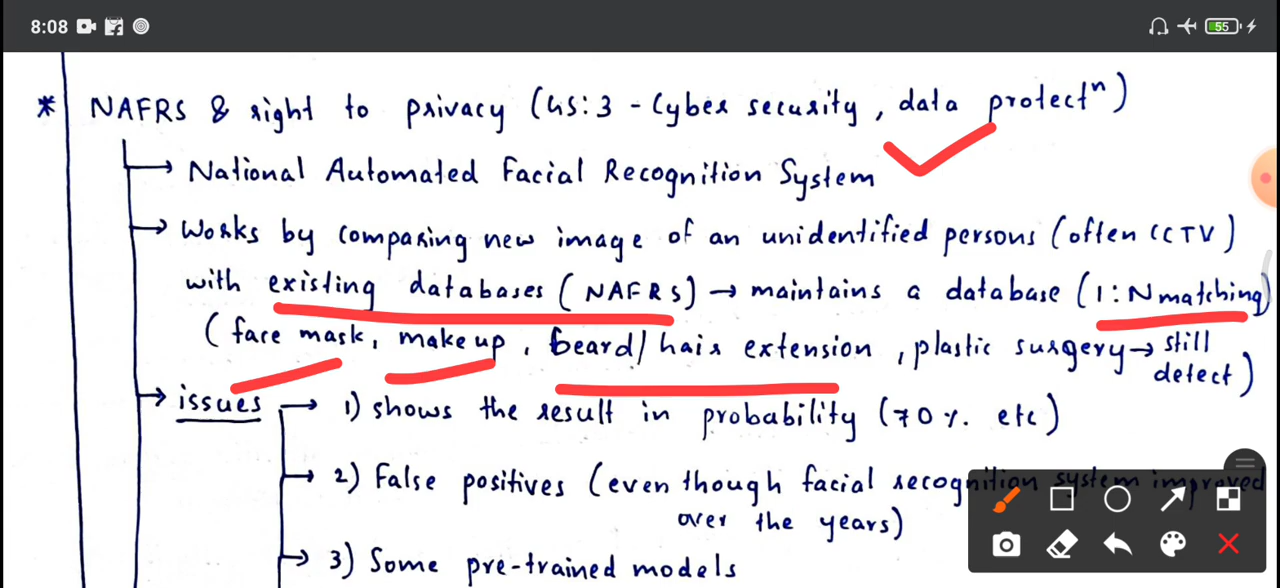 8:08
55
* NAFRS & right to privacy (GS:3 - Cyber security, data protectⁿ)
→ National Automated Facial Recognition System
→ Works by comparing new image of an unidentified persons (often CCTV)
with existing databases (NAFRS) → maintains a database (1:N matching)
(face mask, make up, beard/hair extension, plastic surgery → still
detect)
→ issues → 1) shows the result in probability (70%. etc)
→ 2) False positives (even though facial recognition system improved
over the years)
→ 3) Some pre-trained models